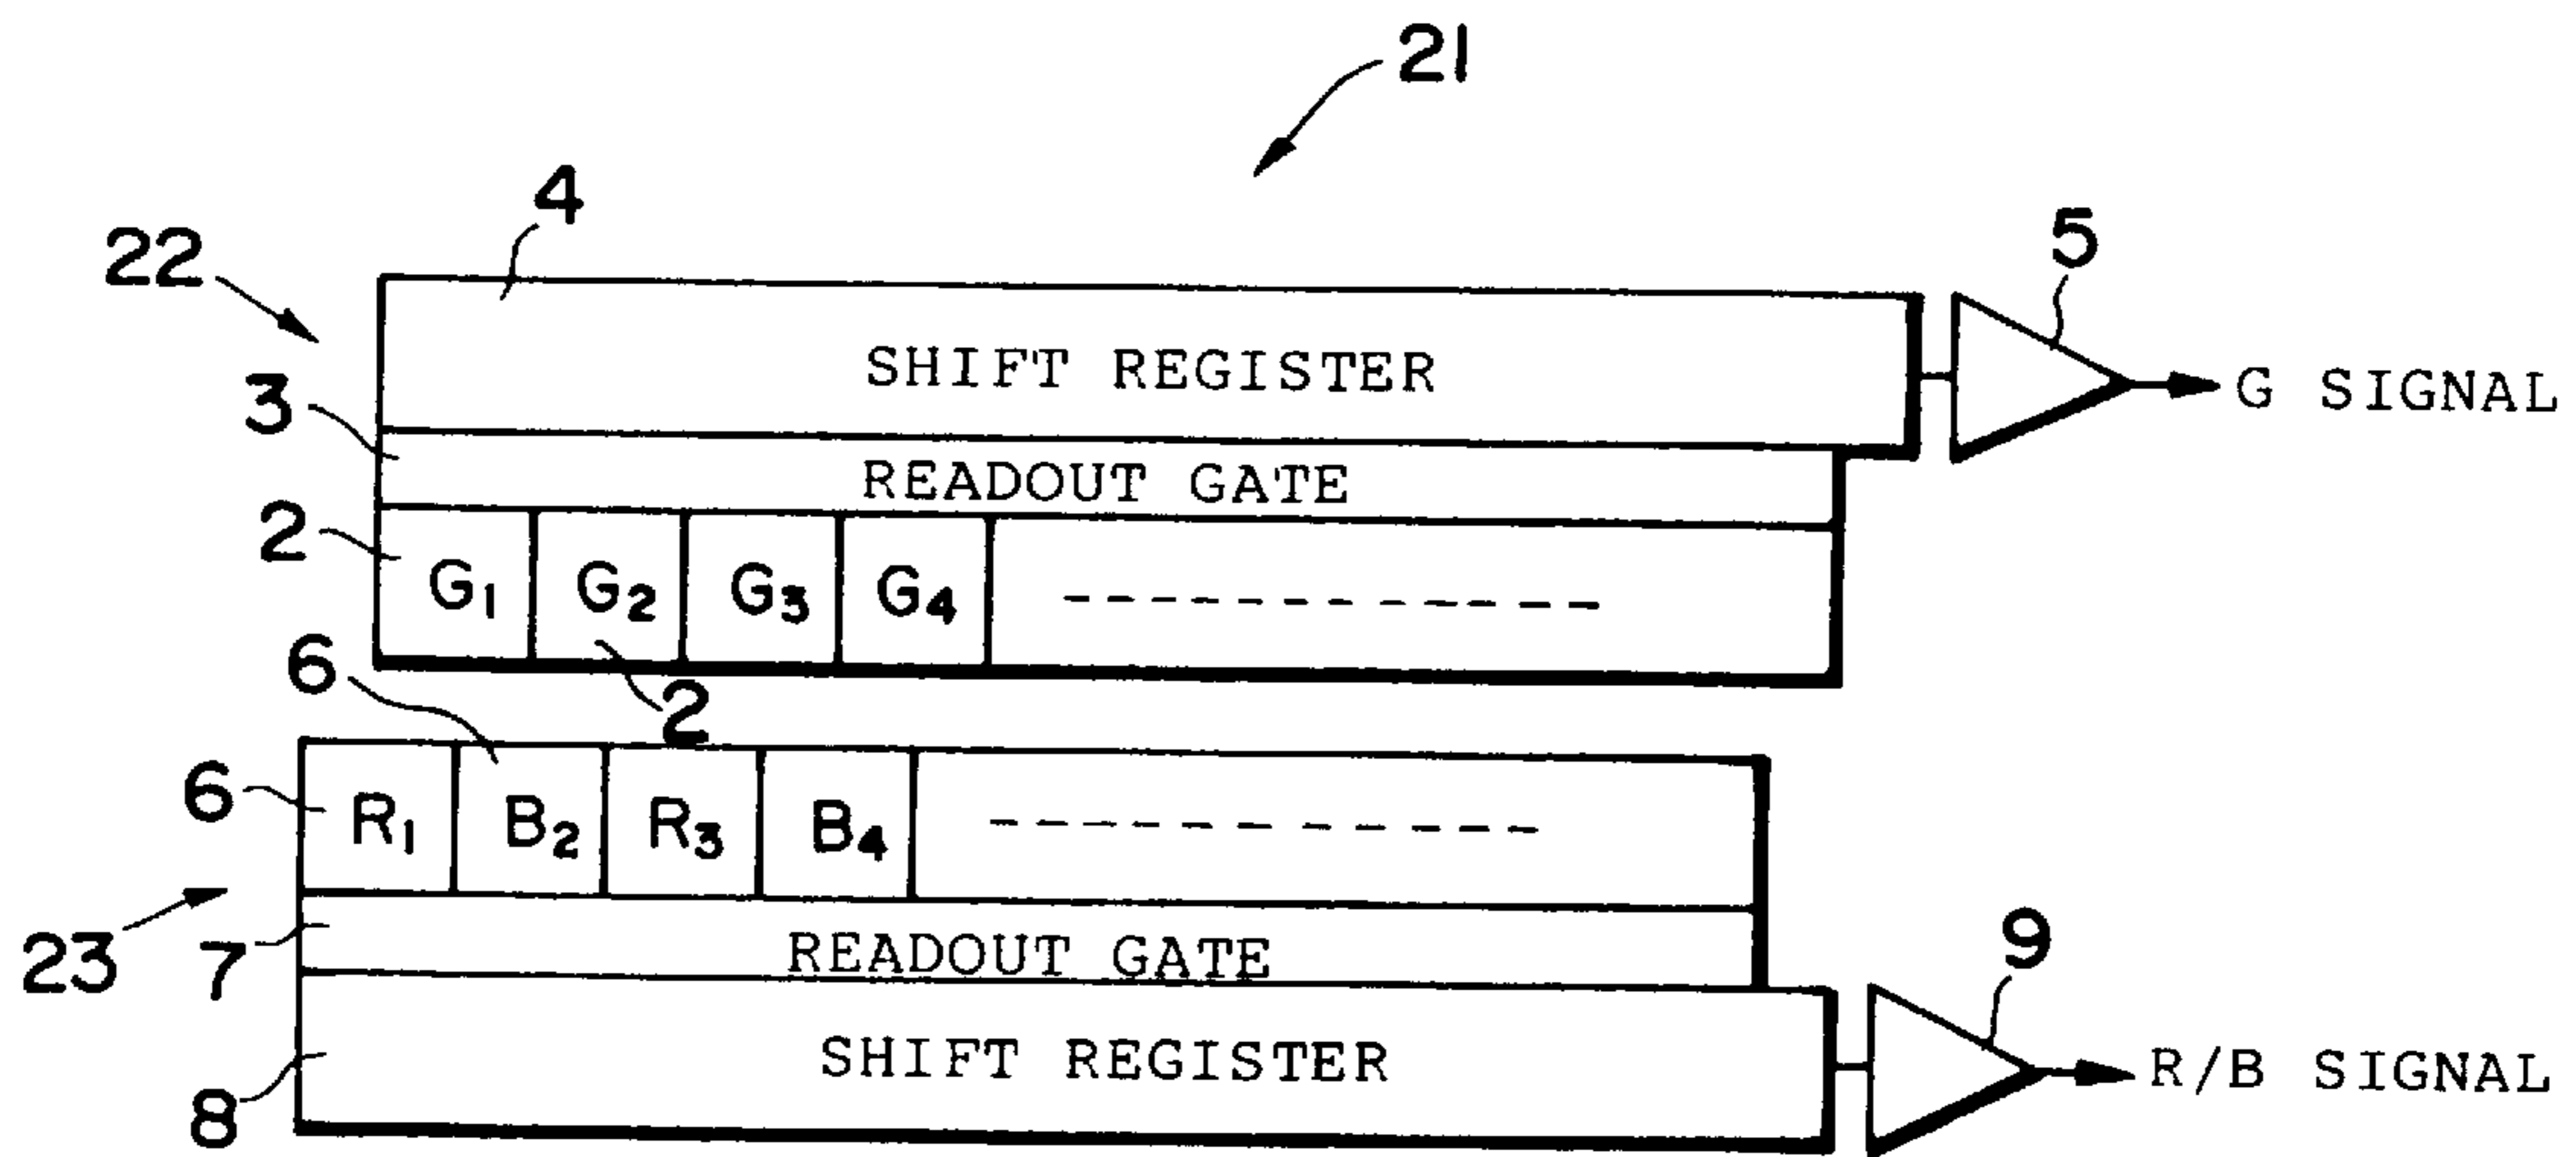 21
4
22
5
SHIFT REGISTER
G SIGNAL
3
READOUT GATE
2
G1 G2 G3 G4
2
6
6
R1 B2 R3 B4
23
7
READOUT GATE
9
SHIFT REGISTER
R/B SIGNAL
8